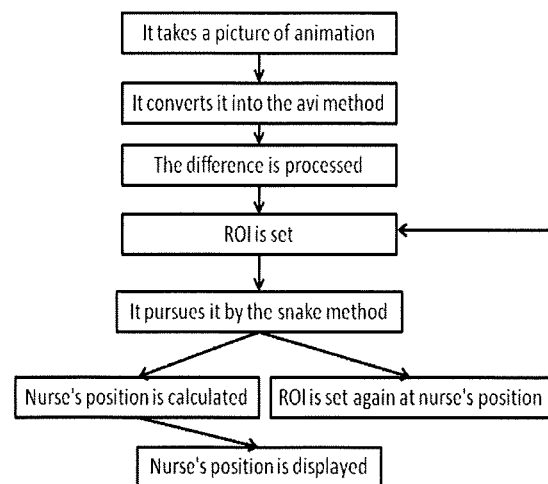 It takes a picture of animation
It converts it into the avi method
The difference is processed
ROI is set
It pursues it by the snake method
Nurse's position is calculated
ROI is set again at nurse's position
Nurse's position is displayed